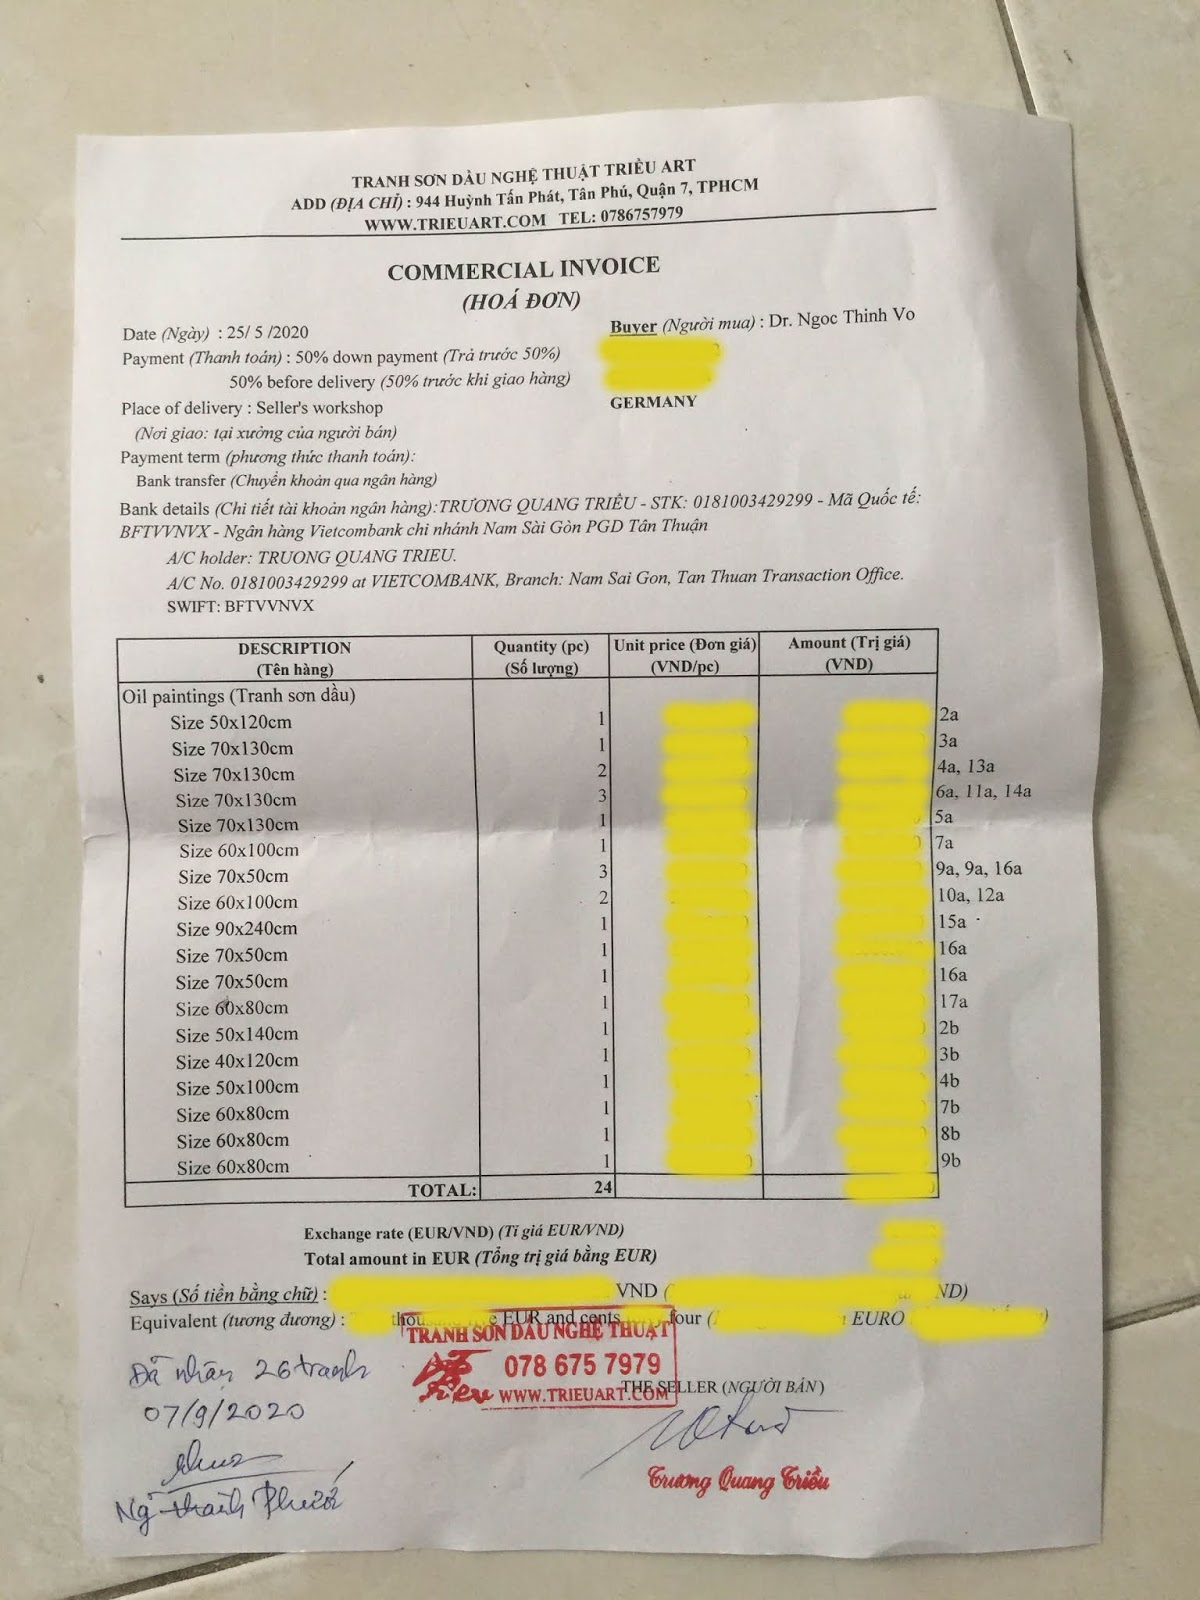 TRANH SƠN DẦU NGHỆ THUẬT TRIỀU ART
ADD (ĐỊA CHỈ) : 944 Huỳnh Tấn Phát, Tân Phú, Quận 7, TPHCM
WWW.TRIEUART.COM TEL: 0786757979
COMMERCIAL INVOICE
(HOÁ ĐƠN)
Date (Ngày) : 25/ 5 /2020
Buyer (Người mua) : Dr. Ngoc Thinh Vo
Payment (Thanh toán) : 50% down payment (Trả trước 50%)
50% before delivery (50% trước khi giao hàng)
Place of delivery : Seller's workshop
GERMANY
(Nơi giao: tại xưởng của người bán)
Payment term (phương thức thanh toán):
Bank transfer (Chuyển khoản qua ngân hàng)
Bank details (Chi tiết tài khoản ngân hàng):TRƯƠNG QUANG TRIỀU - STK: 0181003429299 - Mã Quốc tế:
BFTVVNVX - Ngân hàng Vietcombank chi nhánh Nam Sài Gòn PGD Tân Thuận
A/C holder: TRUONG QUANG TRIEU.
A/C No. 0181003429299 at VIETCOMBANK, Branch: Nam Sai Gon, Tan Thuan Transaction Office.
SWIFT: BFTVVNVX
DESCRIPTION Quantity (pc) Unit price (Đơn giá) Amount (Trị giá)
(Tên hàng) (Số lượng) (VND/pc) (VND)
Oil paintings (Tranh sơn dầu)
Size 50x120cm 1 2a
Size 70x130cm 1 3a
Size 70x130cm 2 4a, 13a
Size 70x130cm 3 6a, 11a, 14a
Size 70x130cm 1 5a
Size 60x100cm 1 7a
Size 70x50cm 3 9a, 9a, 16a
Size 60x100cm 2 10a, 12a
Size 90x240cm 1 15a
Size 70x50cm 1 16a
Size 70x50cm 1 16a
Size 60x80cm 1 17a
Size 50x140cm 1 2b
Size 40x120cm 1 3b
Size 50x100cm 1 4b
Size 60x80cm 1 7b
Size 60x80cm 1 8b
Size 60x80cm 1 9b
TOTAL: 24
Exchange rate (EUR/VND) (Tỉ giá EUR/VND)
Total amount in EUR (Tổng trị giá bằng EUR)
Says (Số tiền bằng chữ) : VND ( ND)
Equivalent (tương đương) : EUR and cents four ( EURO )
TRANH SƠN DẦU NGHỆ THUẬT
078 675 7979
WWW.TRIEUART.COM
THE SELLER (NGƯỜI BÁN)
Trương Quang Triều
Đã nhận 26 tranh
07/9/2020